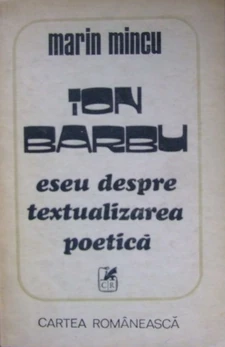 marin mincu
ION
BARBU
eseu despre
textualizarea
poetică
CR
CARTEA ROMÂNEASCĂ